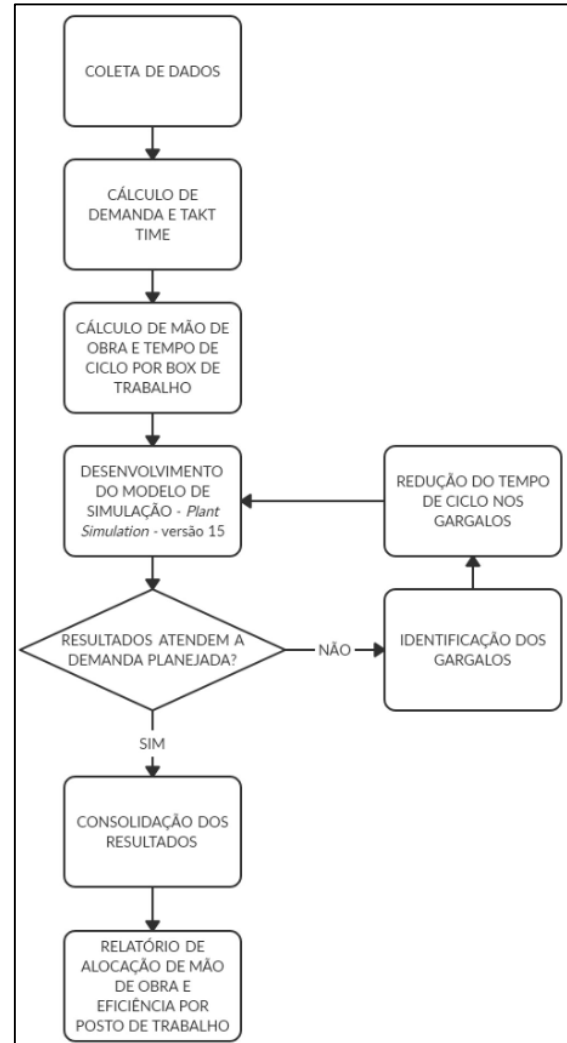 COLETA DE DADOS
CÁLCULO DE
DEMANDA E TAKT
TIME
CÁLCULO DE MÃO DE
OBRA E TEMPO DE
CICLO POR BOX DE
TRABALHO
DESENVOLVIMENTO
DO MODELO DE
SIMULAÇÃO - Plant
Simulation - versão 15
RESULTADOS ATENDEM A
DEMANDA PLANEJADA?
NÃO
IDENTIFICAÇÃO DOS
GARGALOS
REDUÇÃO DO TEMPO
DE CICLO NOS
GARGALOS
SIM
CONSOLIDAÇÃO DOS
RESULTADOS
RELATÓRIO DE
ALOCAÇÃO DE MÃO
DE OBRA E
EFICIÊNCIA POR
POSTO DE TRABALHO